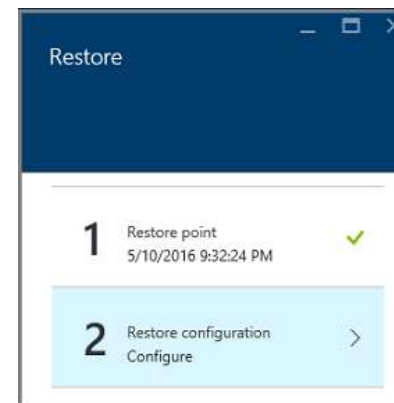 Restore
1
Restore point
5/10/2016 9:32:24 PM
2
Restore configuration
Configure